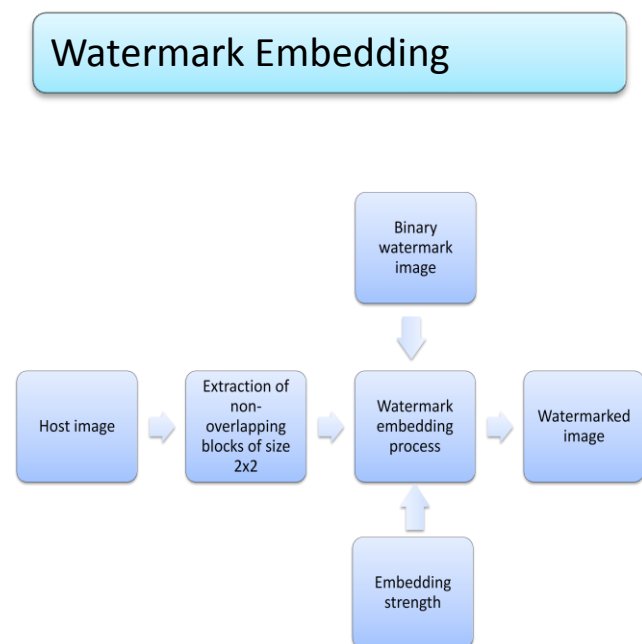 Watermark Embedding
Binary
watermark
image
Host image
Extraction of
non-
overlapping
blocks of size
2x2
Watermark
embedding
process
Watermarked
image
Embedding
strength